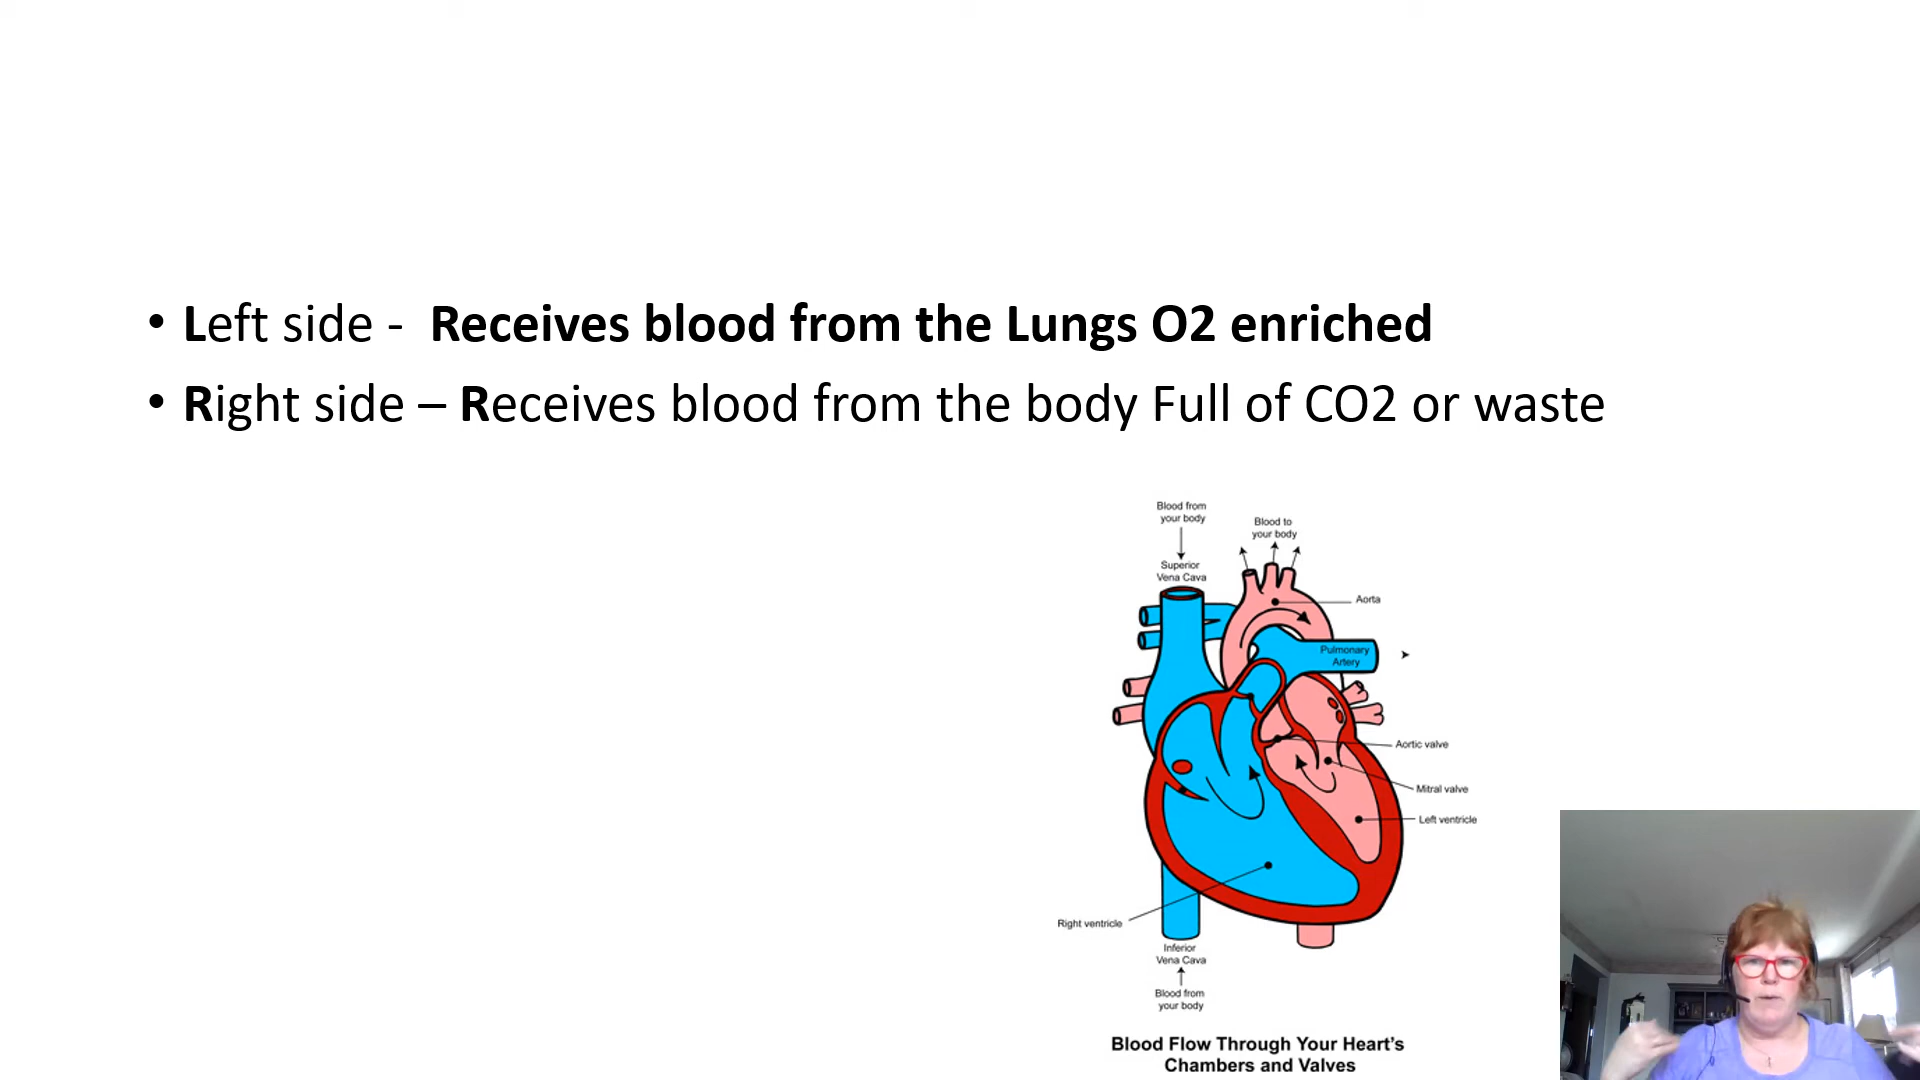 • Left side -  Receives blood from the Lungs O2 enriched
• Right side – Receives blood from the body Full of CO2 or waste
Blood from
your body
Blood to
your body
Superior
Vena Cava
Aorta
Pulmonary
Artery
Aortic valve
Mitral valve
Left ventricle
Right ventricle
Inferior
Vena Cava
Blood from
your body
Blood Flow Through Your Heart's
Chambers and Valves